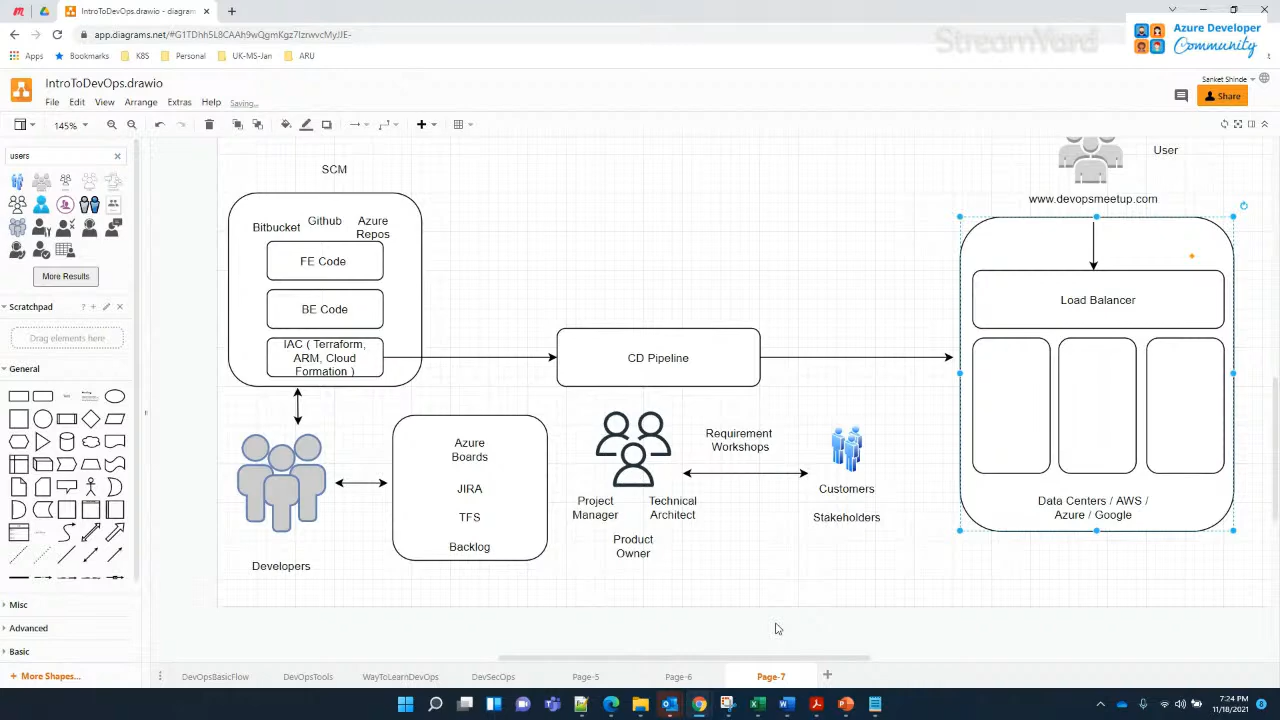 IntroToDevOps.drawio - diagram
app.diagrams.net/#G1TDhh5L8CAAh9wQgmKgz7IzrwvcMyJJE-
Apps
Bookmarks
K8S
Personal
UK-MS-Jan
ARU
StreamYard
Azure Developer
Community
IntroToDevOps.drawio
Sanket Shinde
File Edit View Arrange Extras Help Saving...
Share
145%
users
More Results
Scratchpad
Drag elements here
General
Misc
Advanced
Basic
+ More Shapes...
SCM
Bitbucket
Github
Azure
Repos
FE Code
BE Code
IAC ( Terraform,
ARM, Cloud
Formation )
CD Pipeline
Developers
Azure
Boards
JIRA
TFS
Backlog
Project
Manager
Technical
Architect
Product
Owner
Requirement
Workshops
Customers
Stakeholders
User
www.devopsmeetup.com
Load Balancer
Data Centers / AWS /
Azure / Google
DevOpsBasicFlow
DevOpsTools
WayToLearnDevOps
DevSecOps
Page-5
Page-6
Page-7
7:24 PM
11/18/2021